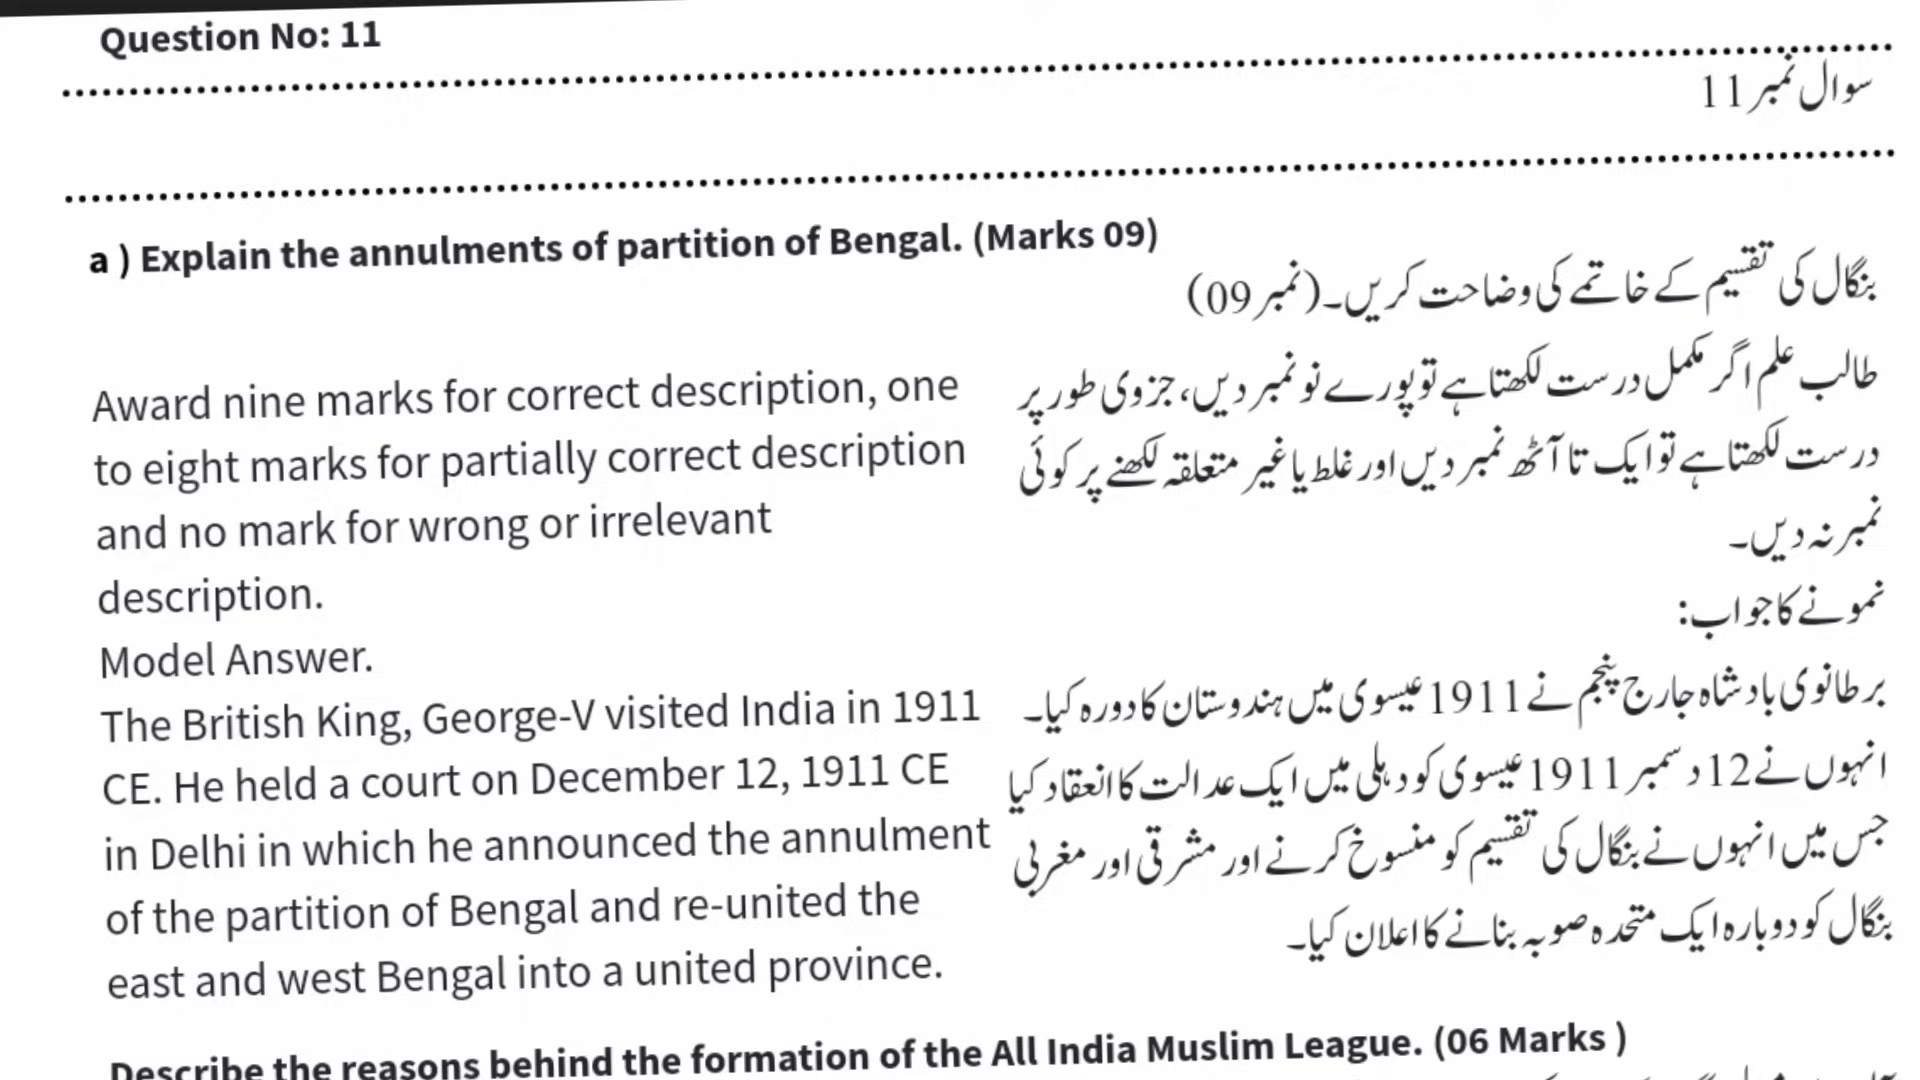 Question No: 11
سوال نمبر 11
a ) Explain the annulments of partition of Bengal. (Marks 09)
بنگال کی تقسیم کے خاتمے کی وضاحت کریں۔ (نمبر 09)
Award nine marks for correct description, one
to eight marks for partially correct description
and no mark for wrong or irrelevant
description.
Model Answer.
The British King, George-V visited India in 1911
CE. He held a court on December 12, 1911 CE
in Delhi in which he announced the annulment
of the partition of Bengal and re-united the
east and west Bengal into a united province.
طالب علم اگر مکمل درست لکھتا ہے تو پورے نو نمبر دیں، جزوی طور پر
درست لکھتا ہے تو ایک تا آٹھ نمبر دیں اور غلط یا غیر متعلقہ لکھنے پر کوئی
نمبر نہ دیں۔
نمونے کا جواب:
برطانوی بادشاہ جارج پنجم نے 1911 عیسوی میں ہندوستان کا دورہ کیا۔
انہوں نے 12 دسمبر 1911 عیسوی کو دہلی میں ایک عدالت کا انعقاد کیا
جس میں انہوں نے بنگال کی تقسیم کو منسوخ کرنے اور مشرقی اور مغربی
بنگال کو دوبارہ ایک متحدہ صوبہ بنانے کا اعلان کیا۔
Describe the reasons behind the formation of the All India Muslim League. (06 Marks )